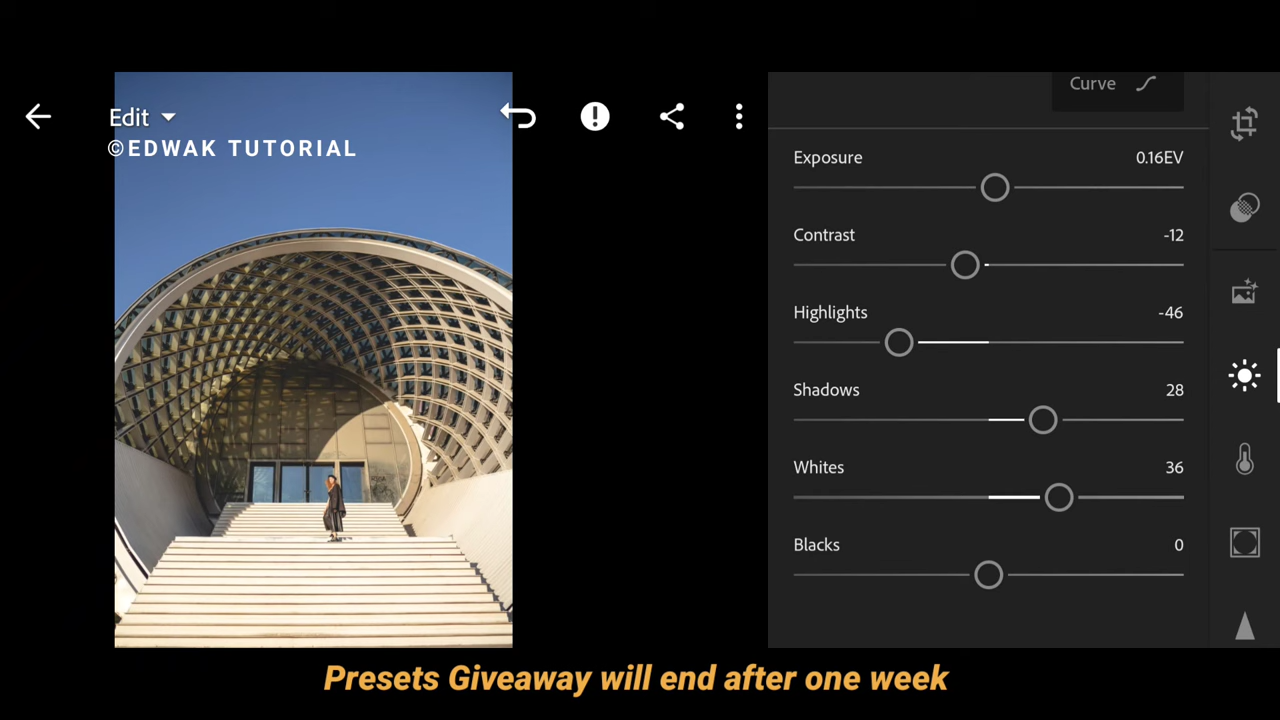 Edit
©EDWAK TUTORIAL
Curve
Exposure 0.16EV
Contrast -12
Highlights -46
Shadows 28
Whites 36
Blacks 0
Presets Giveaway will end after one week